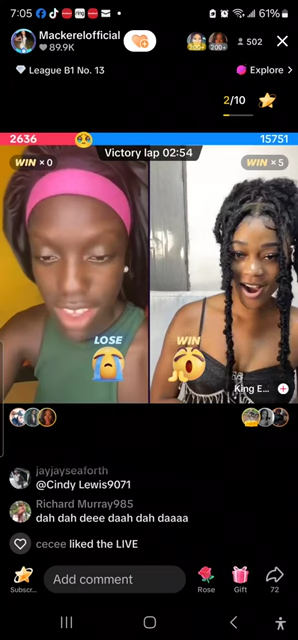 7:05
61%
Mackerelofficial
89.9K
200+
502
League B1 No. 13
Explore >
2/10
2636
15751
Victory lap 02:54
WIN × 0
WIN × 5
LOSE
WIN
King E...
jayjayseaforth
@Cindy Lewis9071
Richard Murray985
dah dah deee daah dah daaaa
cecee liked the LIVE
Subscr...
Add comment
Rose
Gift
72